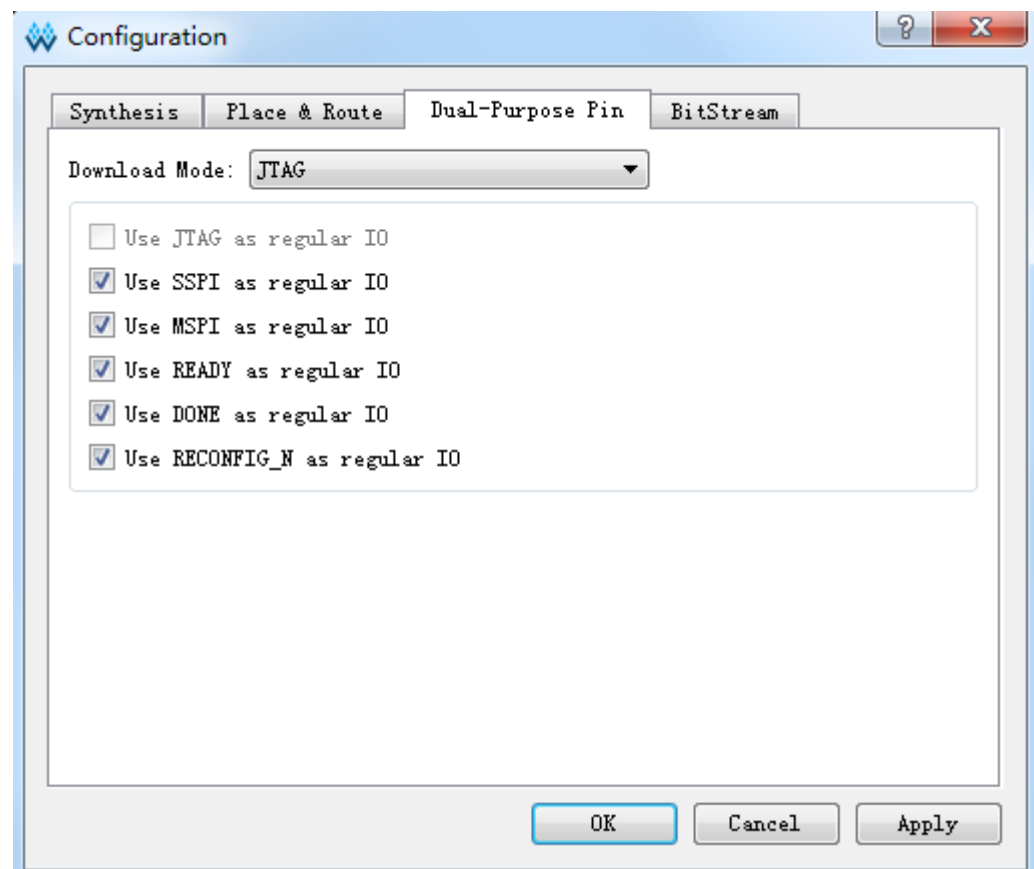 Configuration
Synthesis Place & Route Dual-Purpose Pin BitStream
Download Mode: JTAG
Use JTAG as regular IO
Use SSPI as regular IO
Use MSPI as regular IO
Use READY as regular IO
Use DONE as regular IO
Use RECONFIG_N as regular IO
OK Cancel Apply